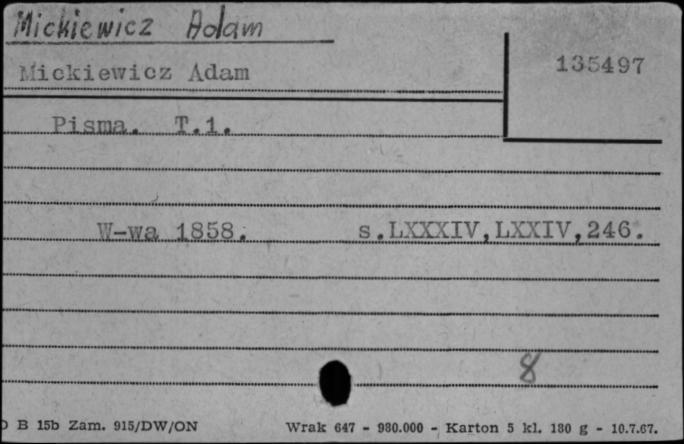 Mickiewicz Adam
Mickiewicz Adam
135497
Pisma. T.1.
W-wa 1858. s.LXXXIV,LXXIV,246.
8
B 15b Zam. 915/DW/ON Wrak 647 - 980.000 - Karton 5 kl. 180 g - 10.7.67.